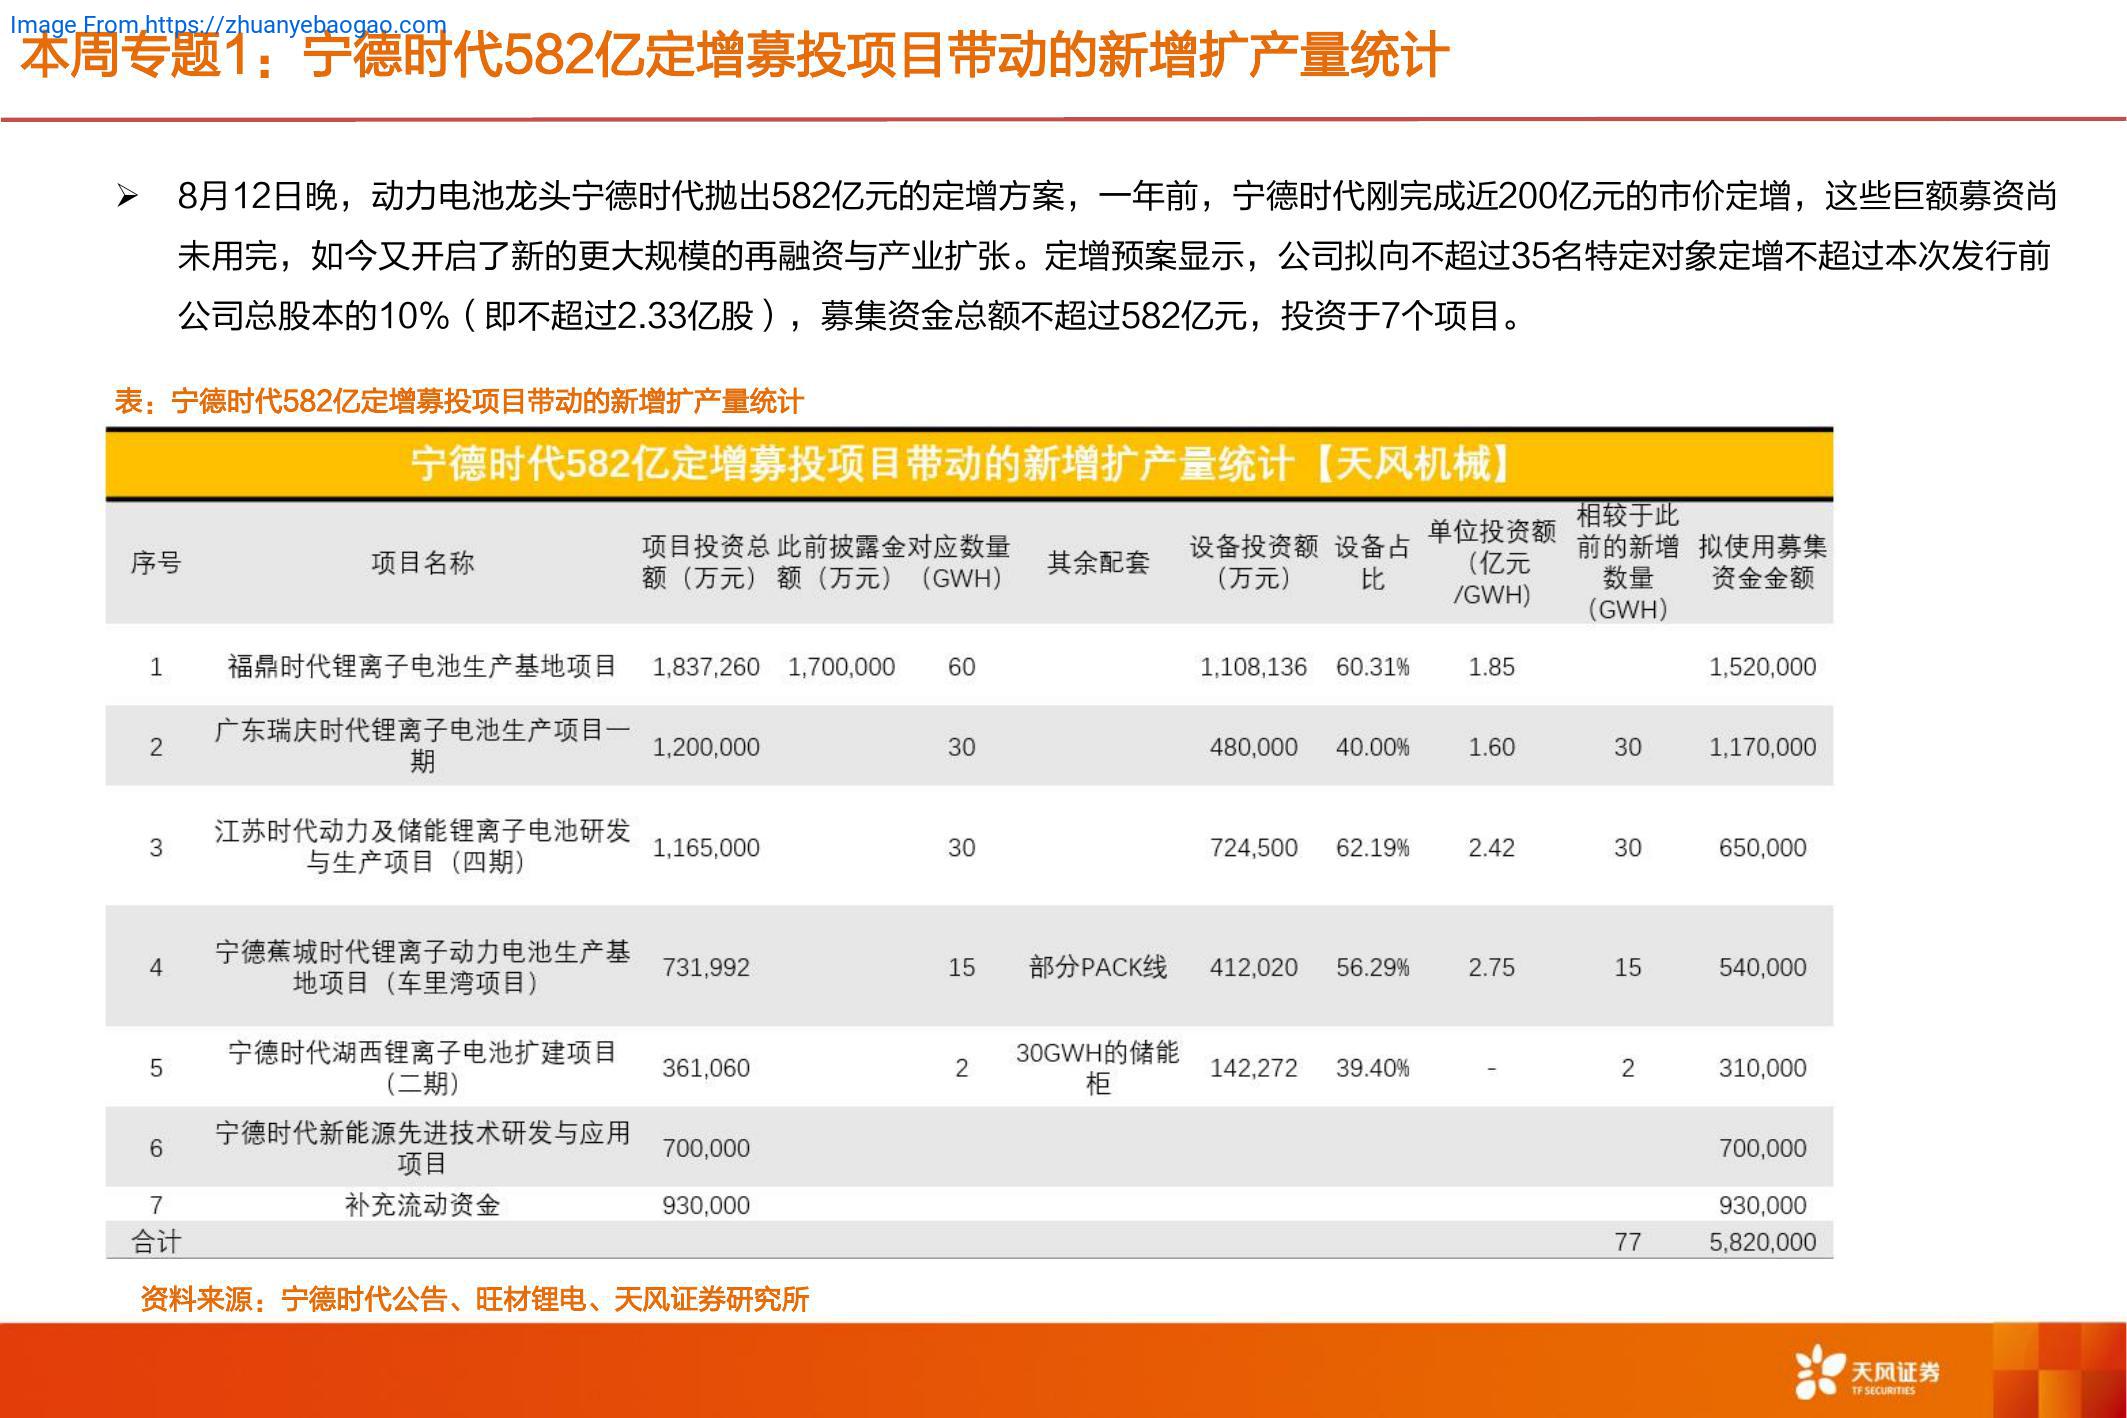 Image From https://zhuanyebaogao.com
本周专题1：宁德时代582亿定增募投项目带动的新增扩产量统计
➢ 8月12日晚，动力电池龙头宁德时代抛出582亿元的定增方案，一年前，宁德时代刚完成近200亿元的市价定增，这些巨额募资尚
未用完，如今又开启了新的更大规模的再融资与产业扩张。定增预案显示，公司拟向不超过35名特定对象定增不超过本次发行前
公司总股本的10%（即不超过2.33亿股），募集资金总额不超过582亿元，投资于7个项目。
表：宁德时代582亿定增募投项目带动的新增扩产量统计
宁德时代582亿定增募投项目带动的新增扩产量统计【天风机械】
序号 项目名称 项目投资总额（万元） 此前披露金额（万元） 对应数量（GWH） 其余配套 设备投资额（万元） 设备占比 单位投资额（亿元/GWH) 相较于此前的新增数量（GWH） 拟使用募集资金金额
1 福鼎时代锂离子电池生产基地项目 1,837,260 1,700,000 60 1,108,136 60.31% 1.85 1,520,000
2 广东瑞庆时代锂离子电池生产项目一期 1,200,000 30 480,000 40.00% 1.60 30 1,170,000
3 江苏时代动力及储能锂离子电池研发与生产项目（四期） 1,165,000 30 724,500 62.19% 2.42 30 650,000
4 宁德蕉城时代锂离子动力电池生产基地项目（车里湾项目） 731,992 15 部分PACK线 412,020 56.29% 2.75 15 540,000
5 宁德时代湖西锂离子电池扩建项目（二期） 361,060 2 30GWH的储能柜 142,272 39.40% - 2 310,000
6 宁德时代新能源先进技术研发与应用项目 700,000 700,000
7 补充流动资金 930,000 930,000
合计 77 5,820,000
资料来源：宁德时代公告、旺材锂电、天风证券研究所
天风证券
TF SECURITIES